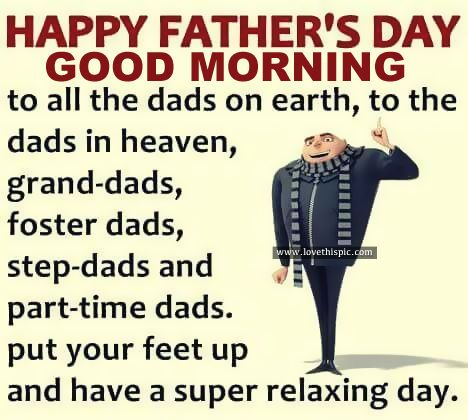 HAPPY FATHER'S DAY
GOOD MORNING
to all the dads on earth, to the
dads in heaven,
grand-dads,
foster dads,
www.lovethispic.com
step-dads and
part-time dads.
put your feet up
and have a super relaxing day.